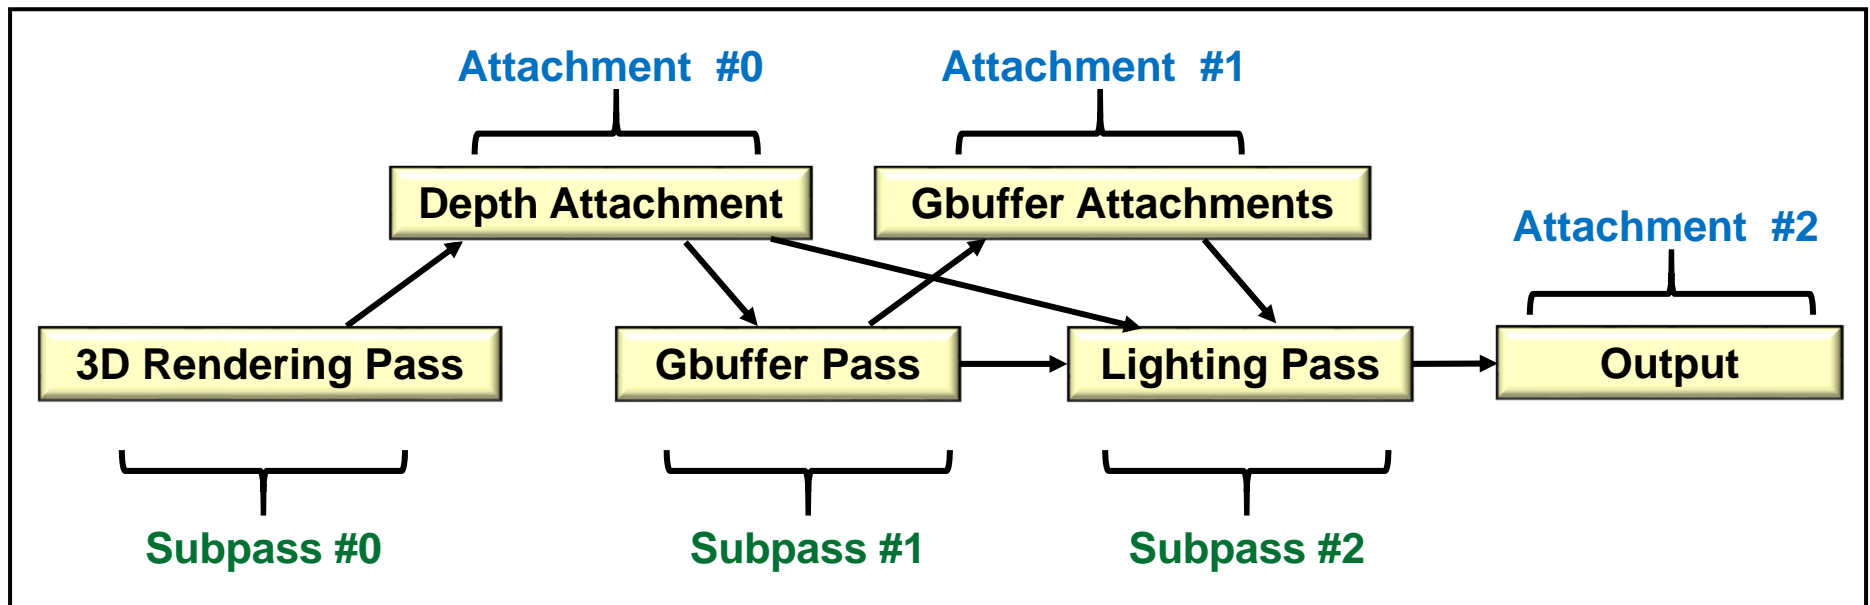 Attachment #0
Attachment #1
Depth Attachment
Gbuffer Attachments
Attachment #2
3D Rendering Pass
Gbuffer Pass
Lighting Pass
Output
Subpass #0
Subpass #1
Subpass #2